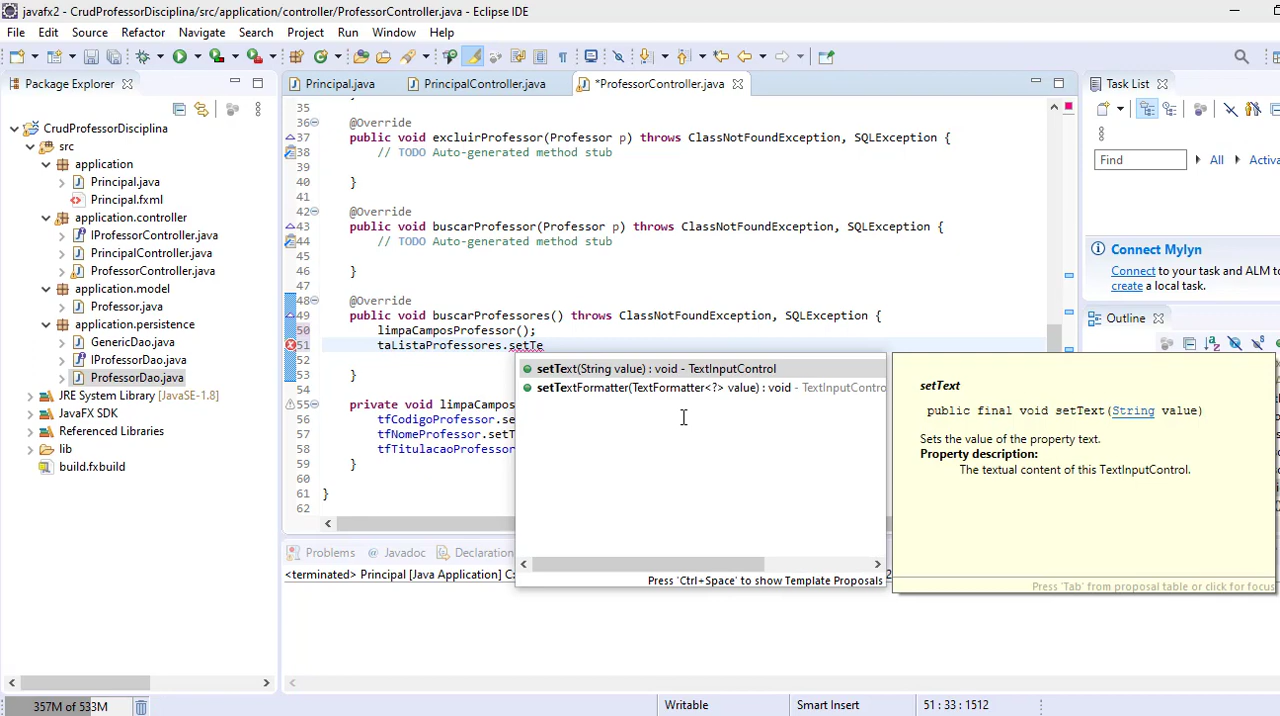 javafx2 - CrudProfessorDisciplina/src/application/controller/ProfessorController.java - Eclipse IDE
File Edit Source Refactor Navigate Search Project Run Window Help
Package Explorer
Principal.java
PrincipalController.java
*ProfessorController.java
Task List
CrudProfessorDisciplina
src
application
Principal.java
Principal.fxml
application.controller
IProfessorController.java
PrincipalController.java
ProfessorController.java
application.model
Professor.java
application.persistence
GenericDao.java
IProfessorDao.java
ProfessorDao.java
JRE System Library [JavaSE-1.8]
JavaFX SDK
Referenced Libraries
lib
build.fxbuild
35
36 @Override
37 public void excluirProfessor(Professor p) throws ClassNotFoundException, SQLException {
38 // TODO Auto-generated method stub
39
40 }
41
42 @Override
43 public void buscarProfessor(Professor p) throws ClassNotFoundException, SQLException {
44 // TODO Auto-generated method stub
45
46 }
47
48 @Override
49 public void buscarProfessores() throws ClassNotFoundException, SQLException {
50 limpaCamposProfessor();
51 taListaProfessores.setTe
52
53 }
55 private void limpaCampos
56 tfCodigoProfessor.se
57 tfNomeProfessor.setT
58 tfTitulacaoProfessor
59 }
60
61 }
62
setText(String value) : void - TextInputControl
setTextFormatter(TextFormatter<?> value) : void - TextInputContro
Press 'Ctrl+Space' to show Template Proposals
setText
public final void setText(String value)
Sets the value of the property text.
Property description:
The textual content of this TextInputControl.
Press 'Tab' from proposal table or click for focus
Find
All
Activa
Connect Mylyn
Connect to your task and ALM to
create a local task.
Outline
Problems
Javadoc
Declaration
<terminated> Principal [Java Application] C:
357M of 533M
Writable
Smart Insert
51 : 33 : 1512